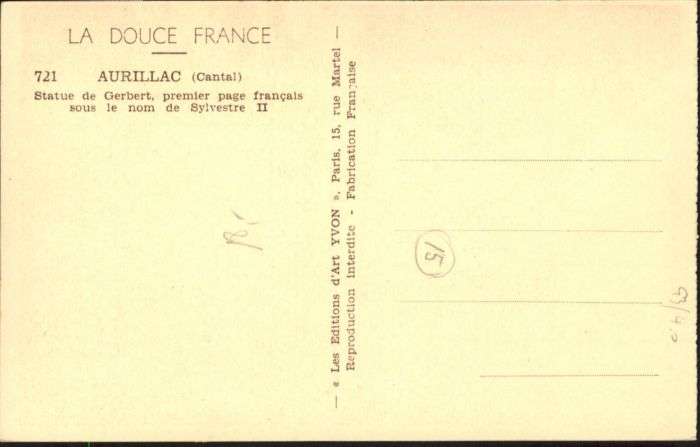 LA DOUCE FRANCE
721 AURILLAC (Cantal)
Statue de Gerbert, premier page français
sous le nom de Sylvestre II
— « Les Editions d'Art YVON », Paris, 15, rue Martel —
Reproduction interdite - Fabrication Française
15